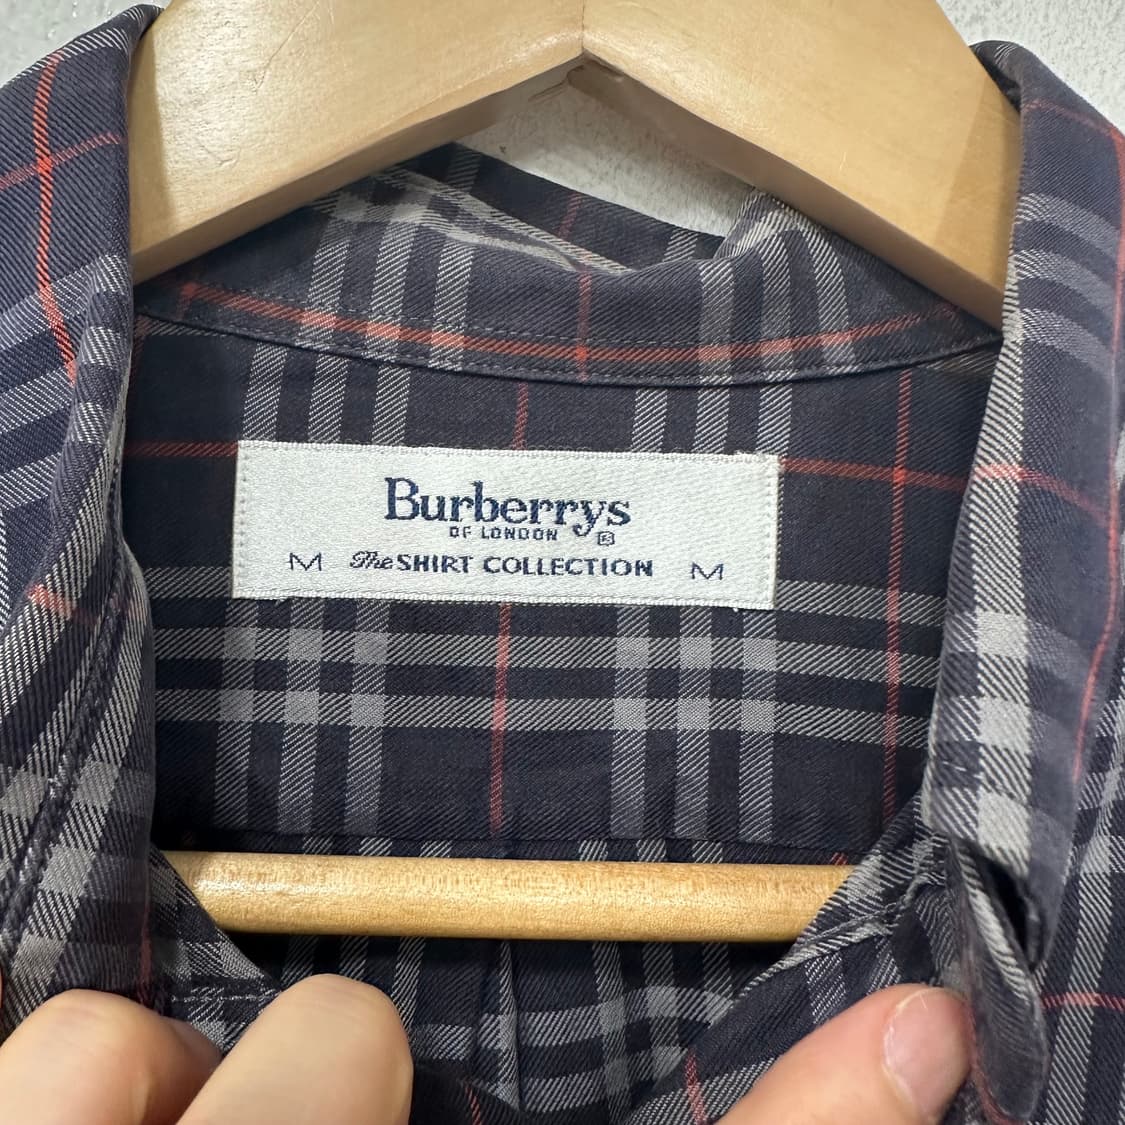 Burberrys
OF LONDON ®
M The SHIRT COLLECTION M